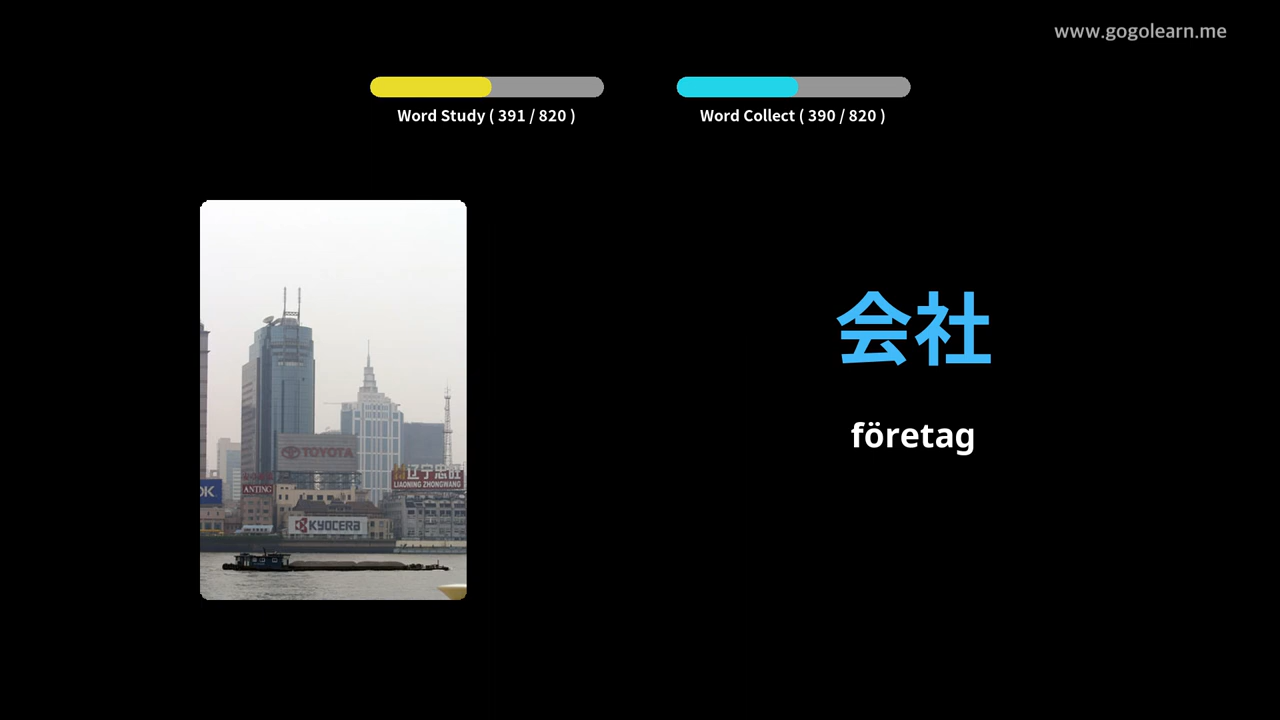 www.gogolearn.me
Word Study ( 391 / 820 )
Word Collect ( 390 / 820 )
会社
företag
TOYOTA
辽宁忠旺
LIAONING ZHONGWANG
OK
ANTING
KYOCERA